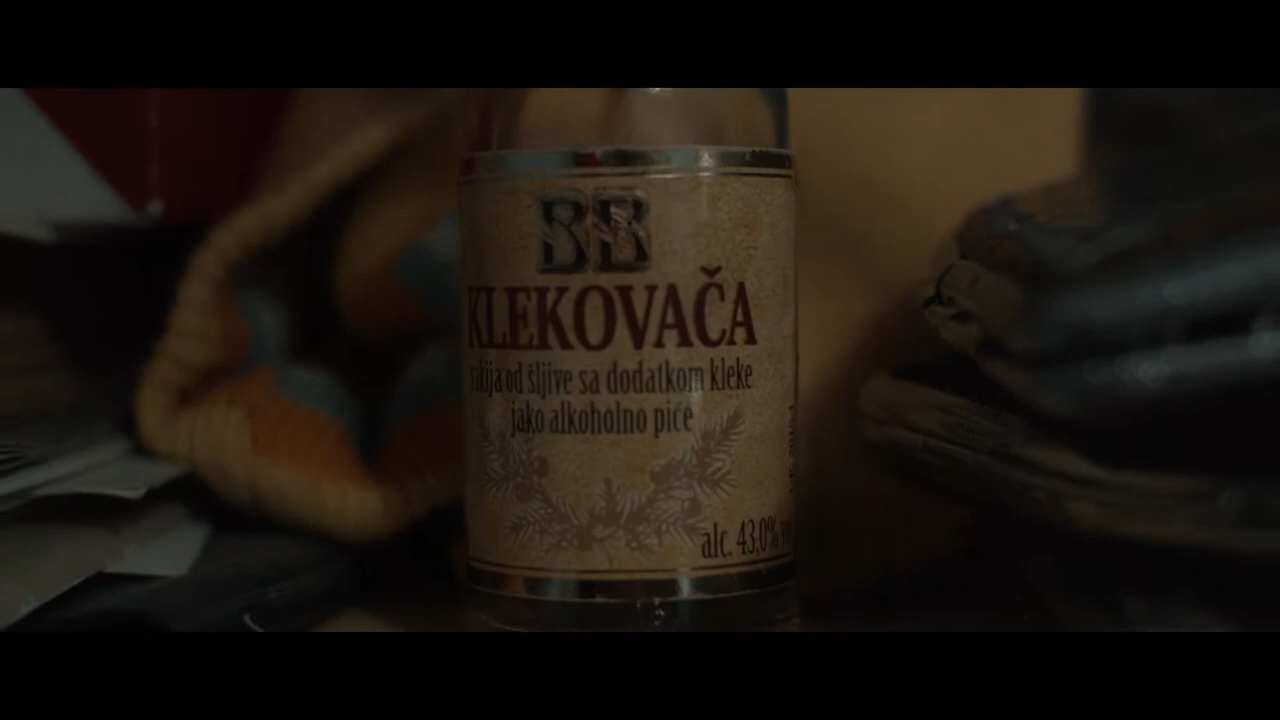 BB
KLEKOVAČA
rakija od šljive sa dodatkom kleke
jako alkoholno piće
alc. 43,0%